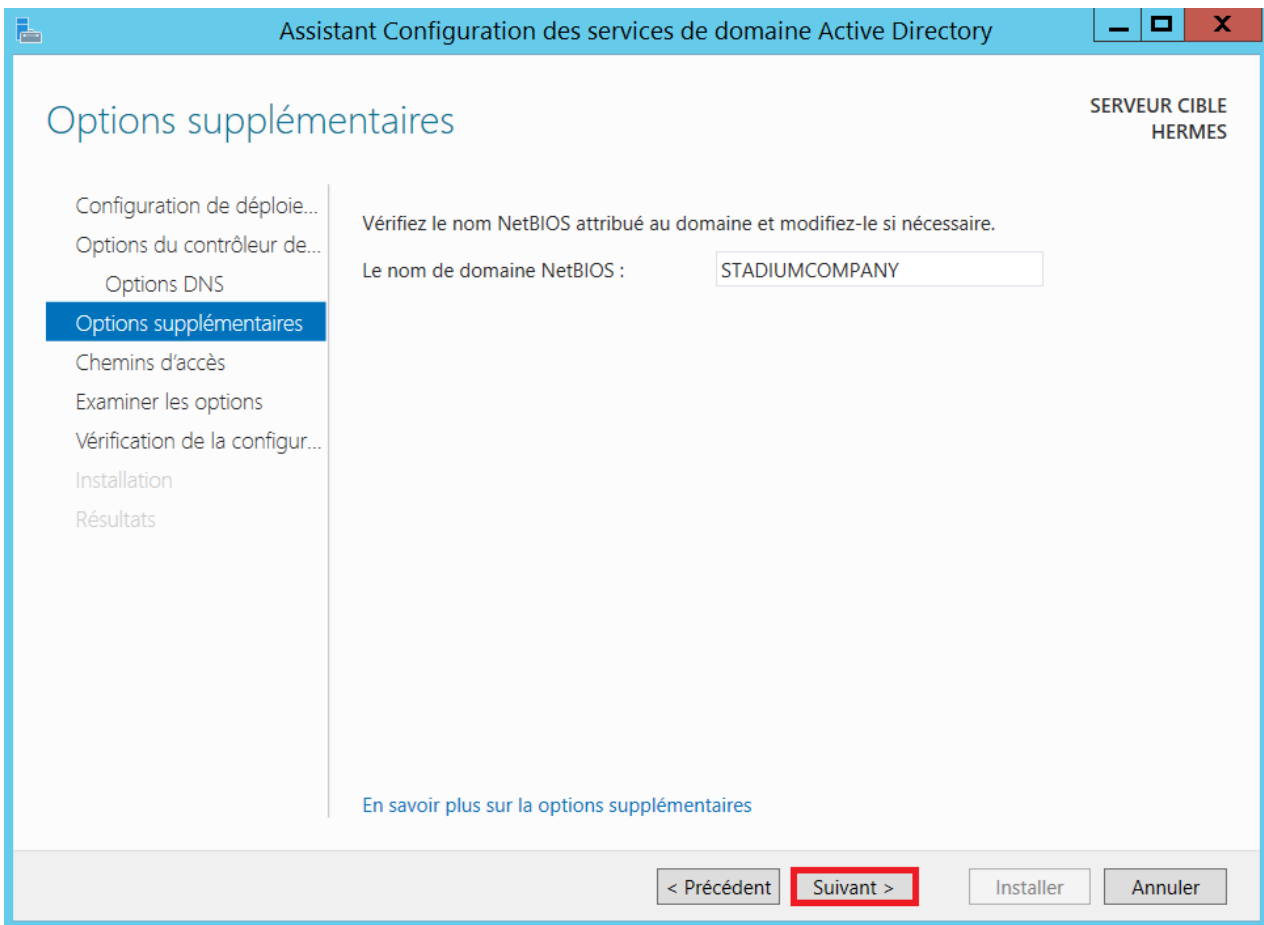 Assistant Configuration des services de domaine Active Directory
X
Options supplémentaires
SERVEUR CIBLE
HERMES
Configuration de déploie...
Options du contrôleur de...
Options DNS
Options supplémentaires
Chemins d'accès
Examiner les options
Vérification de la configur...
Installation
Résultats
Vérifiez le nom NetBIOS attribué au domaine et modifiez-le si nécessaire.
Le nom de domaine NetBIOS : STADIUMCOMPANY
En savoir plus sur la options supplémentaires
< Précédent Suivant > Installer Annuler